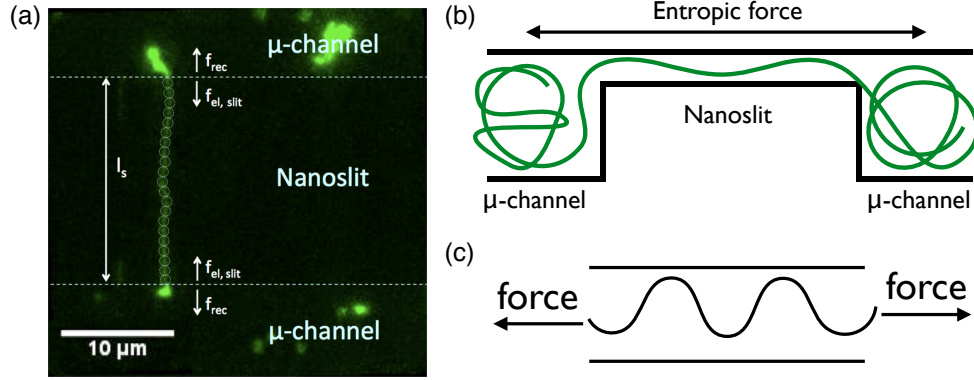 (a)
μ-channel
f_rec
f_el, slit
l_s
Nanoslit
f_el, slit
f_rec
10 μm
μ-channel
(b)
Entropic force
Nanoslit
μ-channel
μ-channel
(c)
force
force